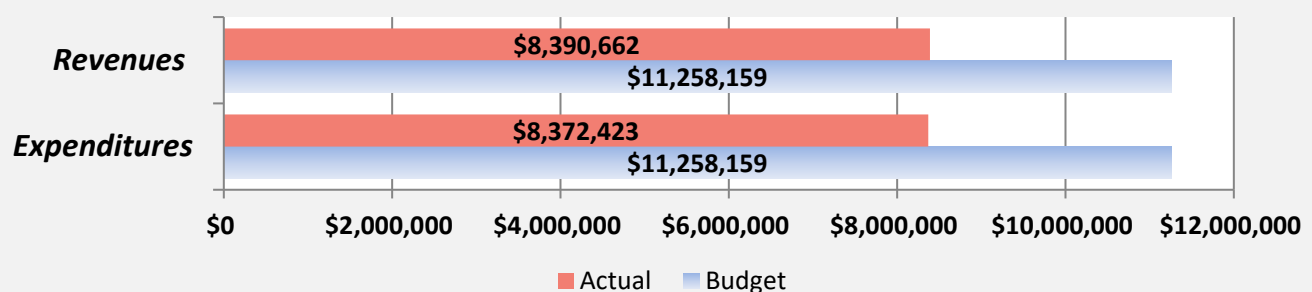 Revenues
$8,390,662
$11,258,159
Expenditures
$8,372,423
$11,258,159
$0 $2,000,000 $4,000,000 $6,000,000 $8,000,000 $10,000,000 $12,000,000
Actual Budget